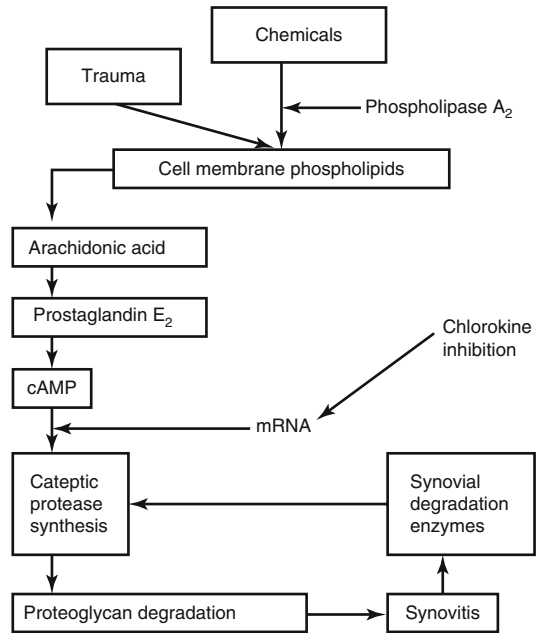 Chemicals
Trauma
Phospholipase A₂
Cell membrane phospholipids
Arachidonic acid
Prostaglandin E₂
Chlorokine
inhibition
cAMP
mRNA
Cateptic
protease
synthesis
Synovial
degradation
enzymes
Proteoglycan degradation
Synovitis